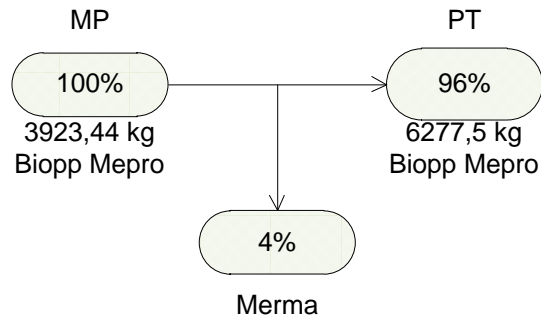 MP
PT
100%
96%
3923,44 kg
Biopp Mepro
6277,5 kg
Biopp Mepro
4%
Merma